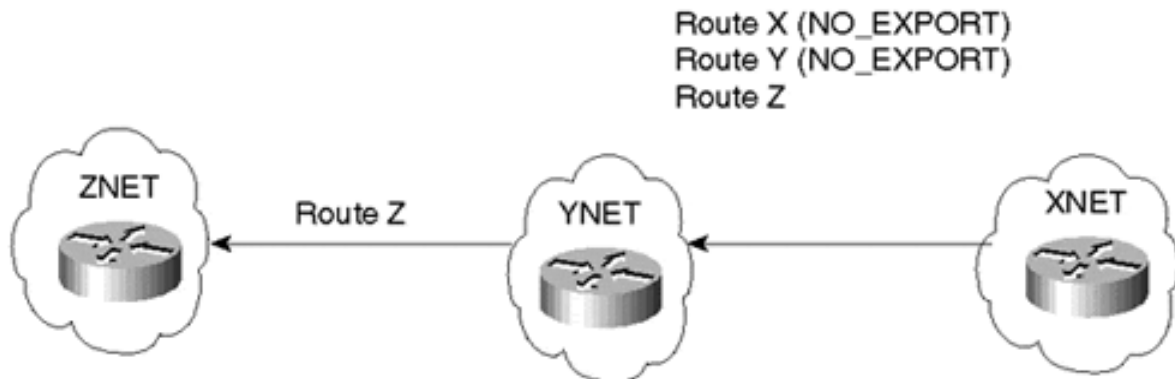 Route X (NO_EXPORT)
Route Y (NO_EXPORT)
Route Z
ZNET
Route Z
YNET
XNET